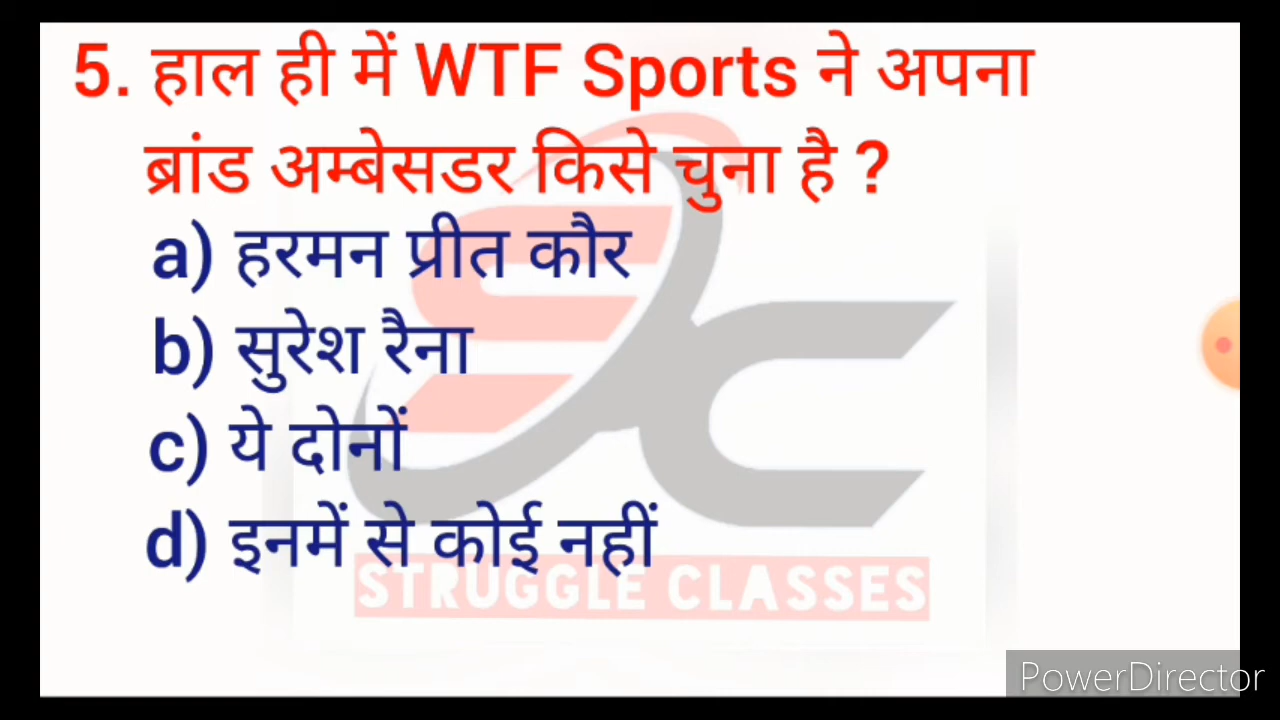 5. हाल ही में WTF Sports ने अपना
ब्रांड अम्बेसडर किसे चुना है ?
a) हरमन प्रीत कौर
b) सुरेश रैना
c) ये दोनों
d) इनमें से कोई नहीं
STRUGGLE CLASSES
PowerDirector